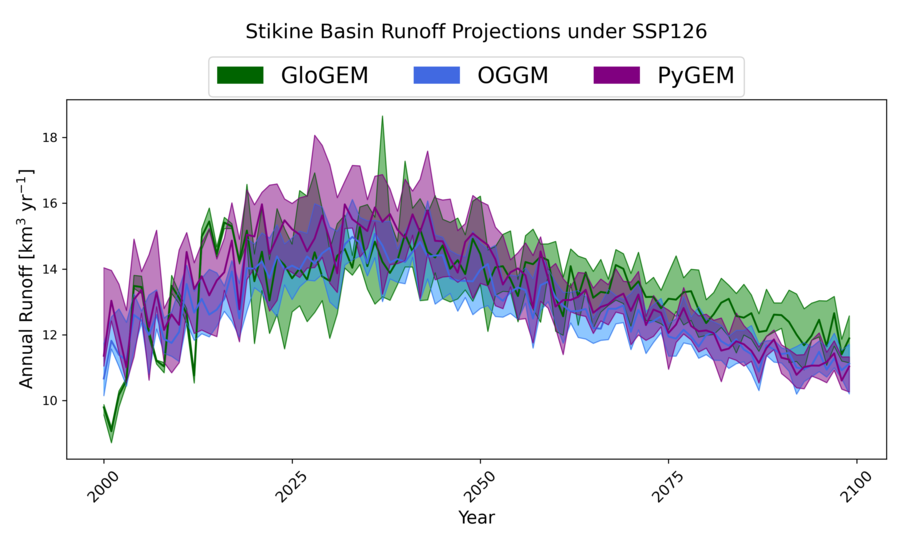 Stikine Basin Runoff Projections under SSP126
GloGEM OGGM PyGEM
Annual Runoff [km³ yr⁻¹]
18
16
14
12
10
2000 2025 2050 2075 2100
Year